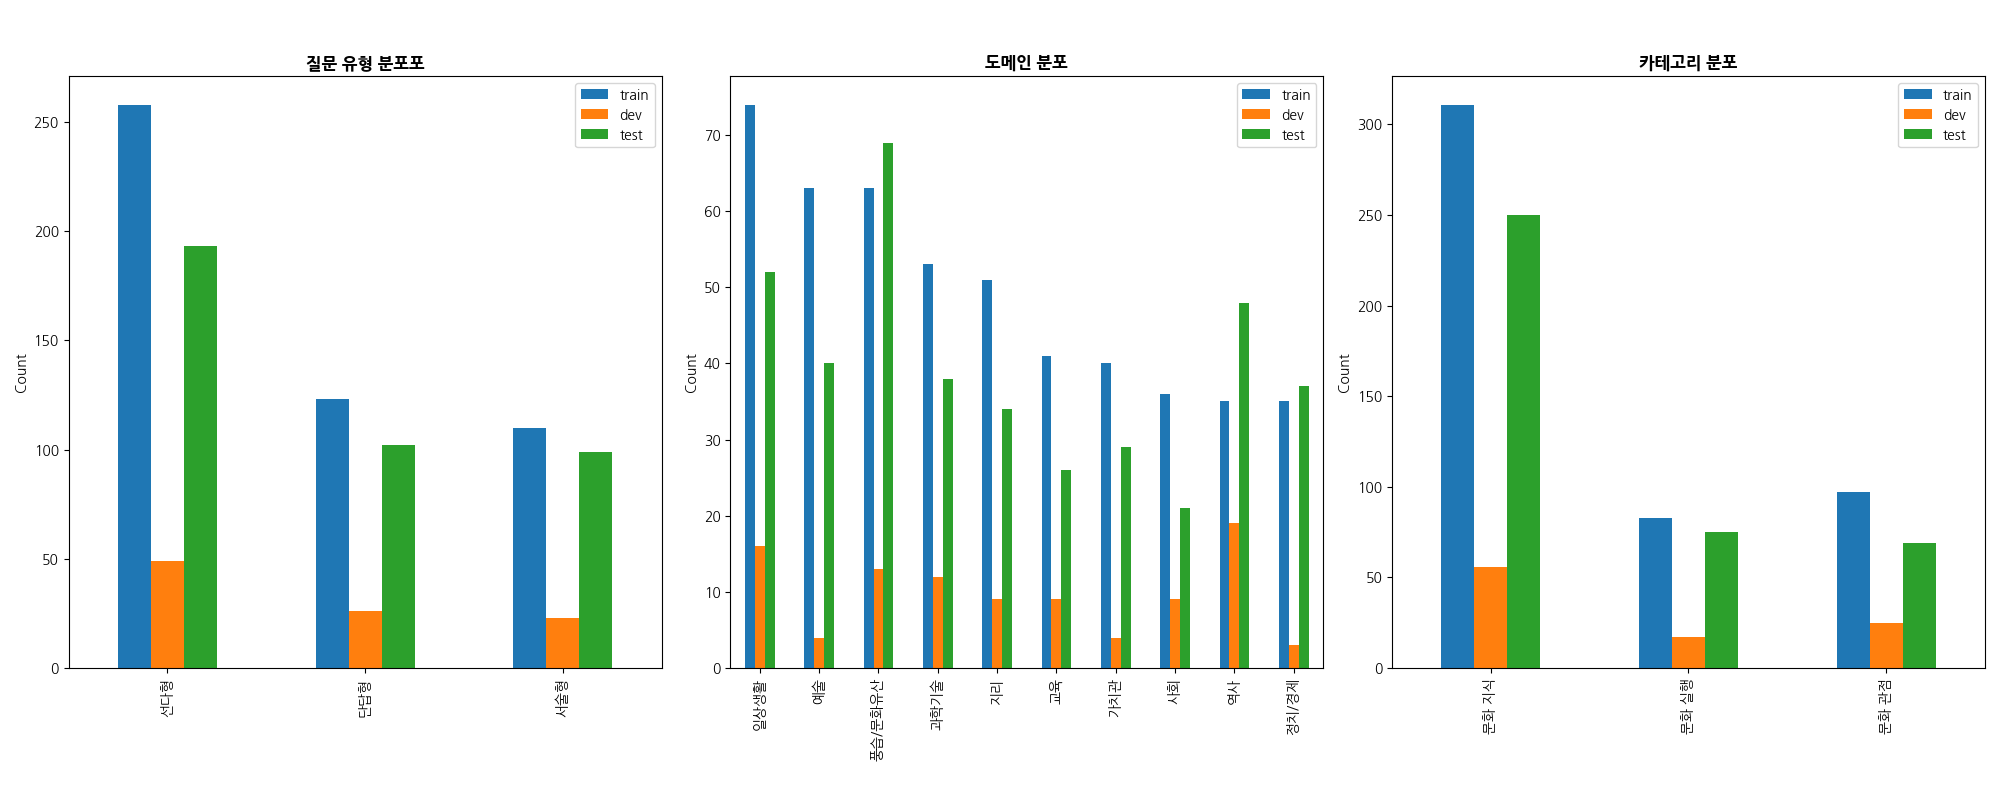 질문 유형 분포포
Count
250
200
150
100
50
0
train
dev
test
선다형
단답형
서술형
도메인 분포
Count
70
60
50
40
30
20
10
0
train
dev
test
일상생활
예술
풍습/문화유산
과학기술
지리
교육
가치관
사회
역사
정치/경제
카테고리 분포
Count
300
250
200
150
100
50
0
train
dev
test
문화 지식
문화 실행
문화 관점